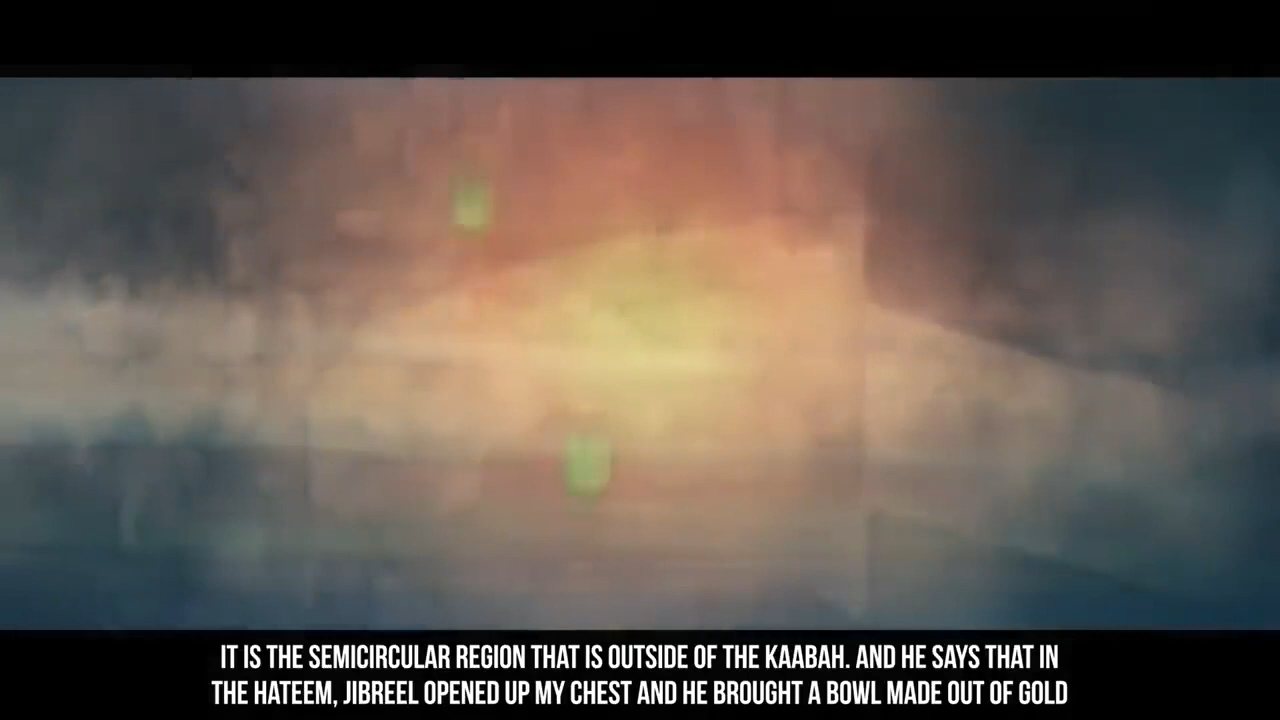 IT IS THE SEMICIRCULAR REGION THAT IS OUTSIDE OF THE KAABAH. AND HE SAYS THAT IN
THE HATEEM, JIBREEL OPENED UP MY CHEST AND HE BROUGHT A BOWL MADE OUT OF GOLD